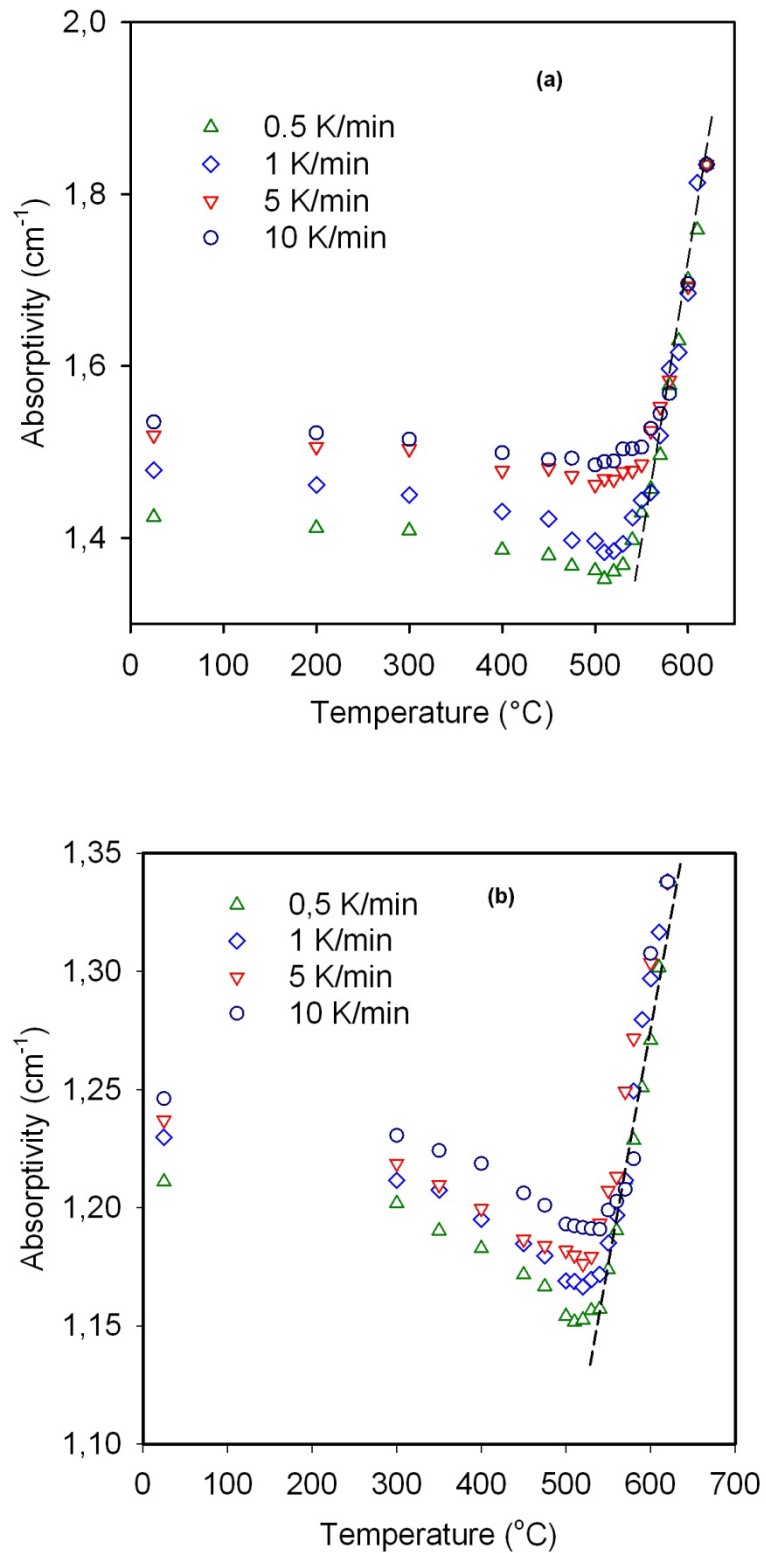 2,0
(a)
0.5 K/min
1 K/min
5 K/min
10 K/min
1,8
1,6
1,4
Absorptivity (cm⁻¹)
0 100 200 300 400 500 600
Temperature (°C)
1,35
(b)
0,5 K/min
1 K/min
5 K/min
10 K/min
1,30
1,25
1,20
1,15
1,10
Absorptivity (cm⁻¹)
0 100 200 300 400 500 600 700
Temperature (°C)